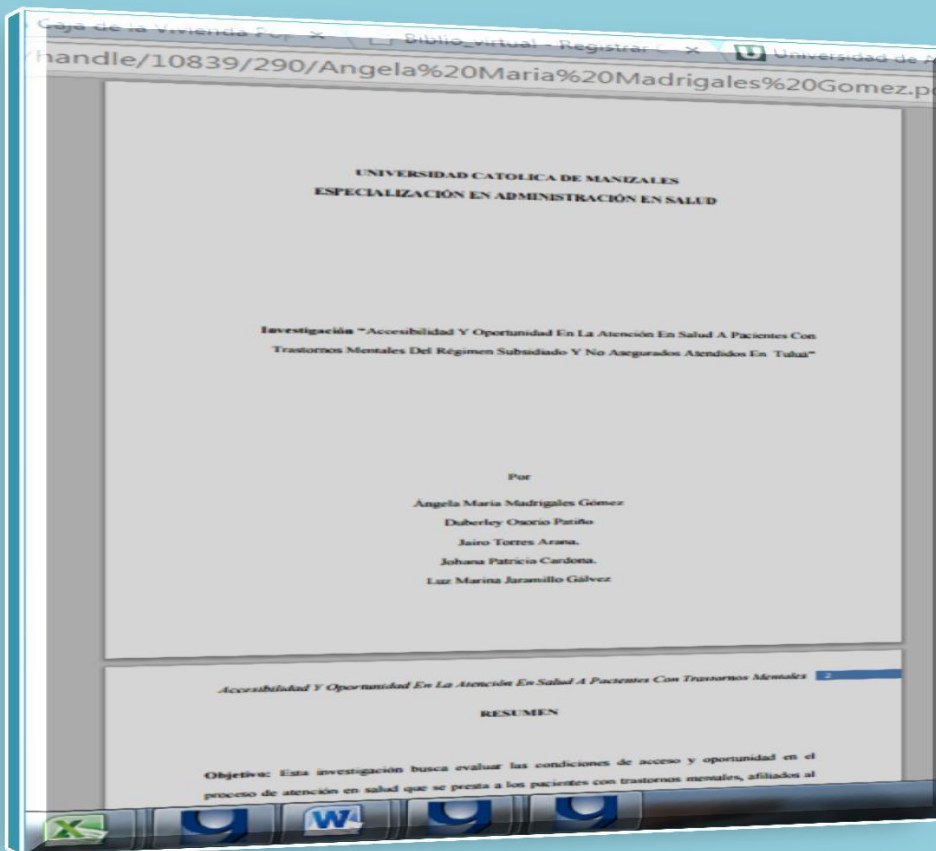 Caja de la Vivienda Pop
Biblio_virtual - Registrar C
Universidad de A
/handle/10839/290/Angela%20Maria%20Madrigales%20Gomez.p
UNIVERSIDAD CATOLICA DE MANIZALES
ESPECIALIZACIÓN EN ADMINISTRACIÓN EN SALUD
Investigación "Accesibilidad Y Oportunidad En La Atención En Salud A Pacientes Con
Trastornos Mentales Del Régimen Subsidiado Y No Asegurados Atendidos En Tuluá"
Por
Ángela Maria Madrigales Gómez
Duberley Osorio Patiño
Jairo Torres Arana.
Johana Patricia Cardona.
Luz Marina Jaramillo Gálvez
Accesibilidad Y Oportunidad En La Atención En Salud A Pacientes Con Trastornos Mentales 2
RESUMEN
Objetivo: Esta investigación busca evaluar las condiciones de acceso y oportunidad en el
proceso de atención en salud que se presta a los pacientes con trastornos mentales, afiliados al